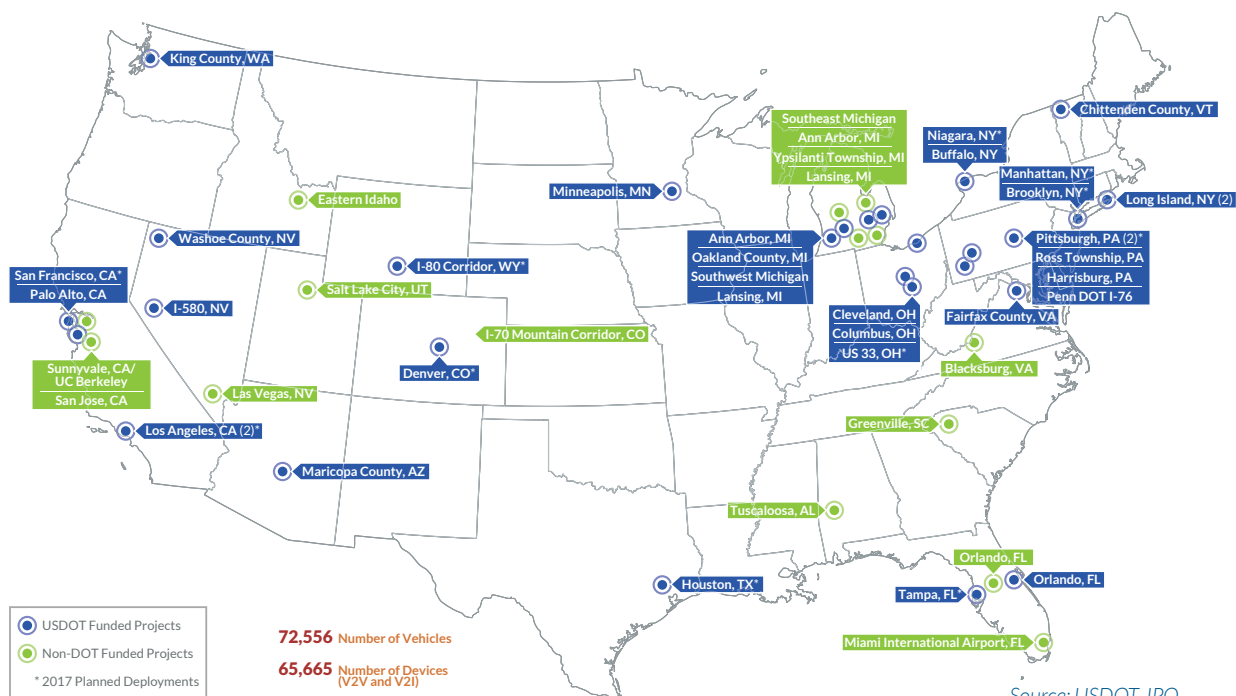 King County, WA
Chittenden County, VT
Southeast Michigan
Ann Arbor, MI
Ypsilanti Township, MI
Lansing, MI
Niagara, NY*
Buffalo, NY
Manhattan, NY*
Brooklyn, NY*
Long Island, NY (2)
Minneapolis, MN
Eastern Idaho
Washoe County, NV
Ann Arbor, MI
Oakland County, MI
Southwest Michigan
Lansing, MI
Pittsburgh, PA (2)*
Ross Township, PA
Harrisburg, PA
Penn DOT I-76
San Francisco, CA*
Palo Alto, CA
I-80 Corridor, WY*
Salt Lake City, UT
I-580, NV
Cleveland, OH
Columbus, OH
US 33, OH*
Fairfax County, VA
I-70 Mountain Corridor, CO
Denver, CO*
Blacksburg, VA
Sunnyvale, CA/
UC Berkeley
San Jose, CA
Las Vegas, NV
Los Angeles, CA (2)*
Greenville, SC
Maricopa County, AZ
Tuscaloosa, AL
Orlando, FL
Houston, TX*
Orlando, FL
Tampa, FL*
Miami International Airport, FL
USDOT Funded Projects
Non-DOT Funded Projects
* 2017 Planned Deployments
72,556 Number of Vehicles
65,665 Number of Devices
(V2V and V2I)
Source: USDOT JPO